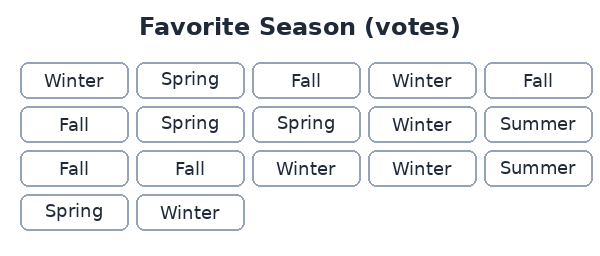 Favorite Season (votes)
Winter Spring Fall Winter Fall
Fall Spring Spring Winter Summer
Fall Fall Winter Winter Summer
Spring Winter